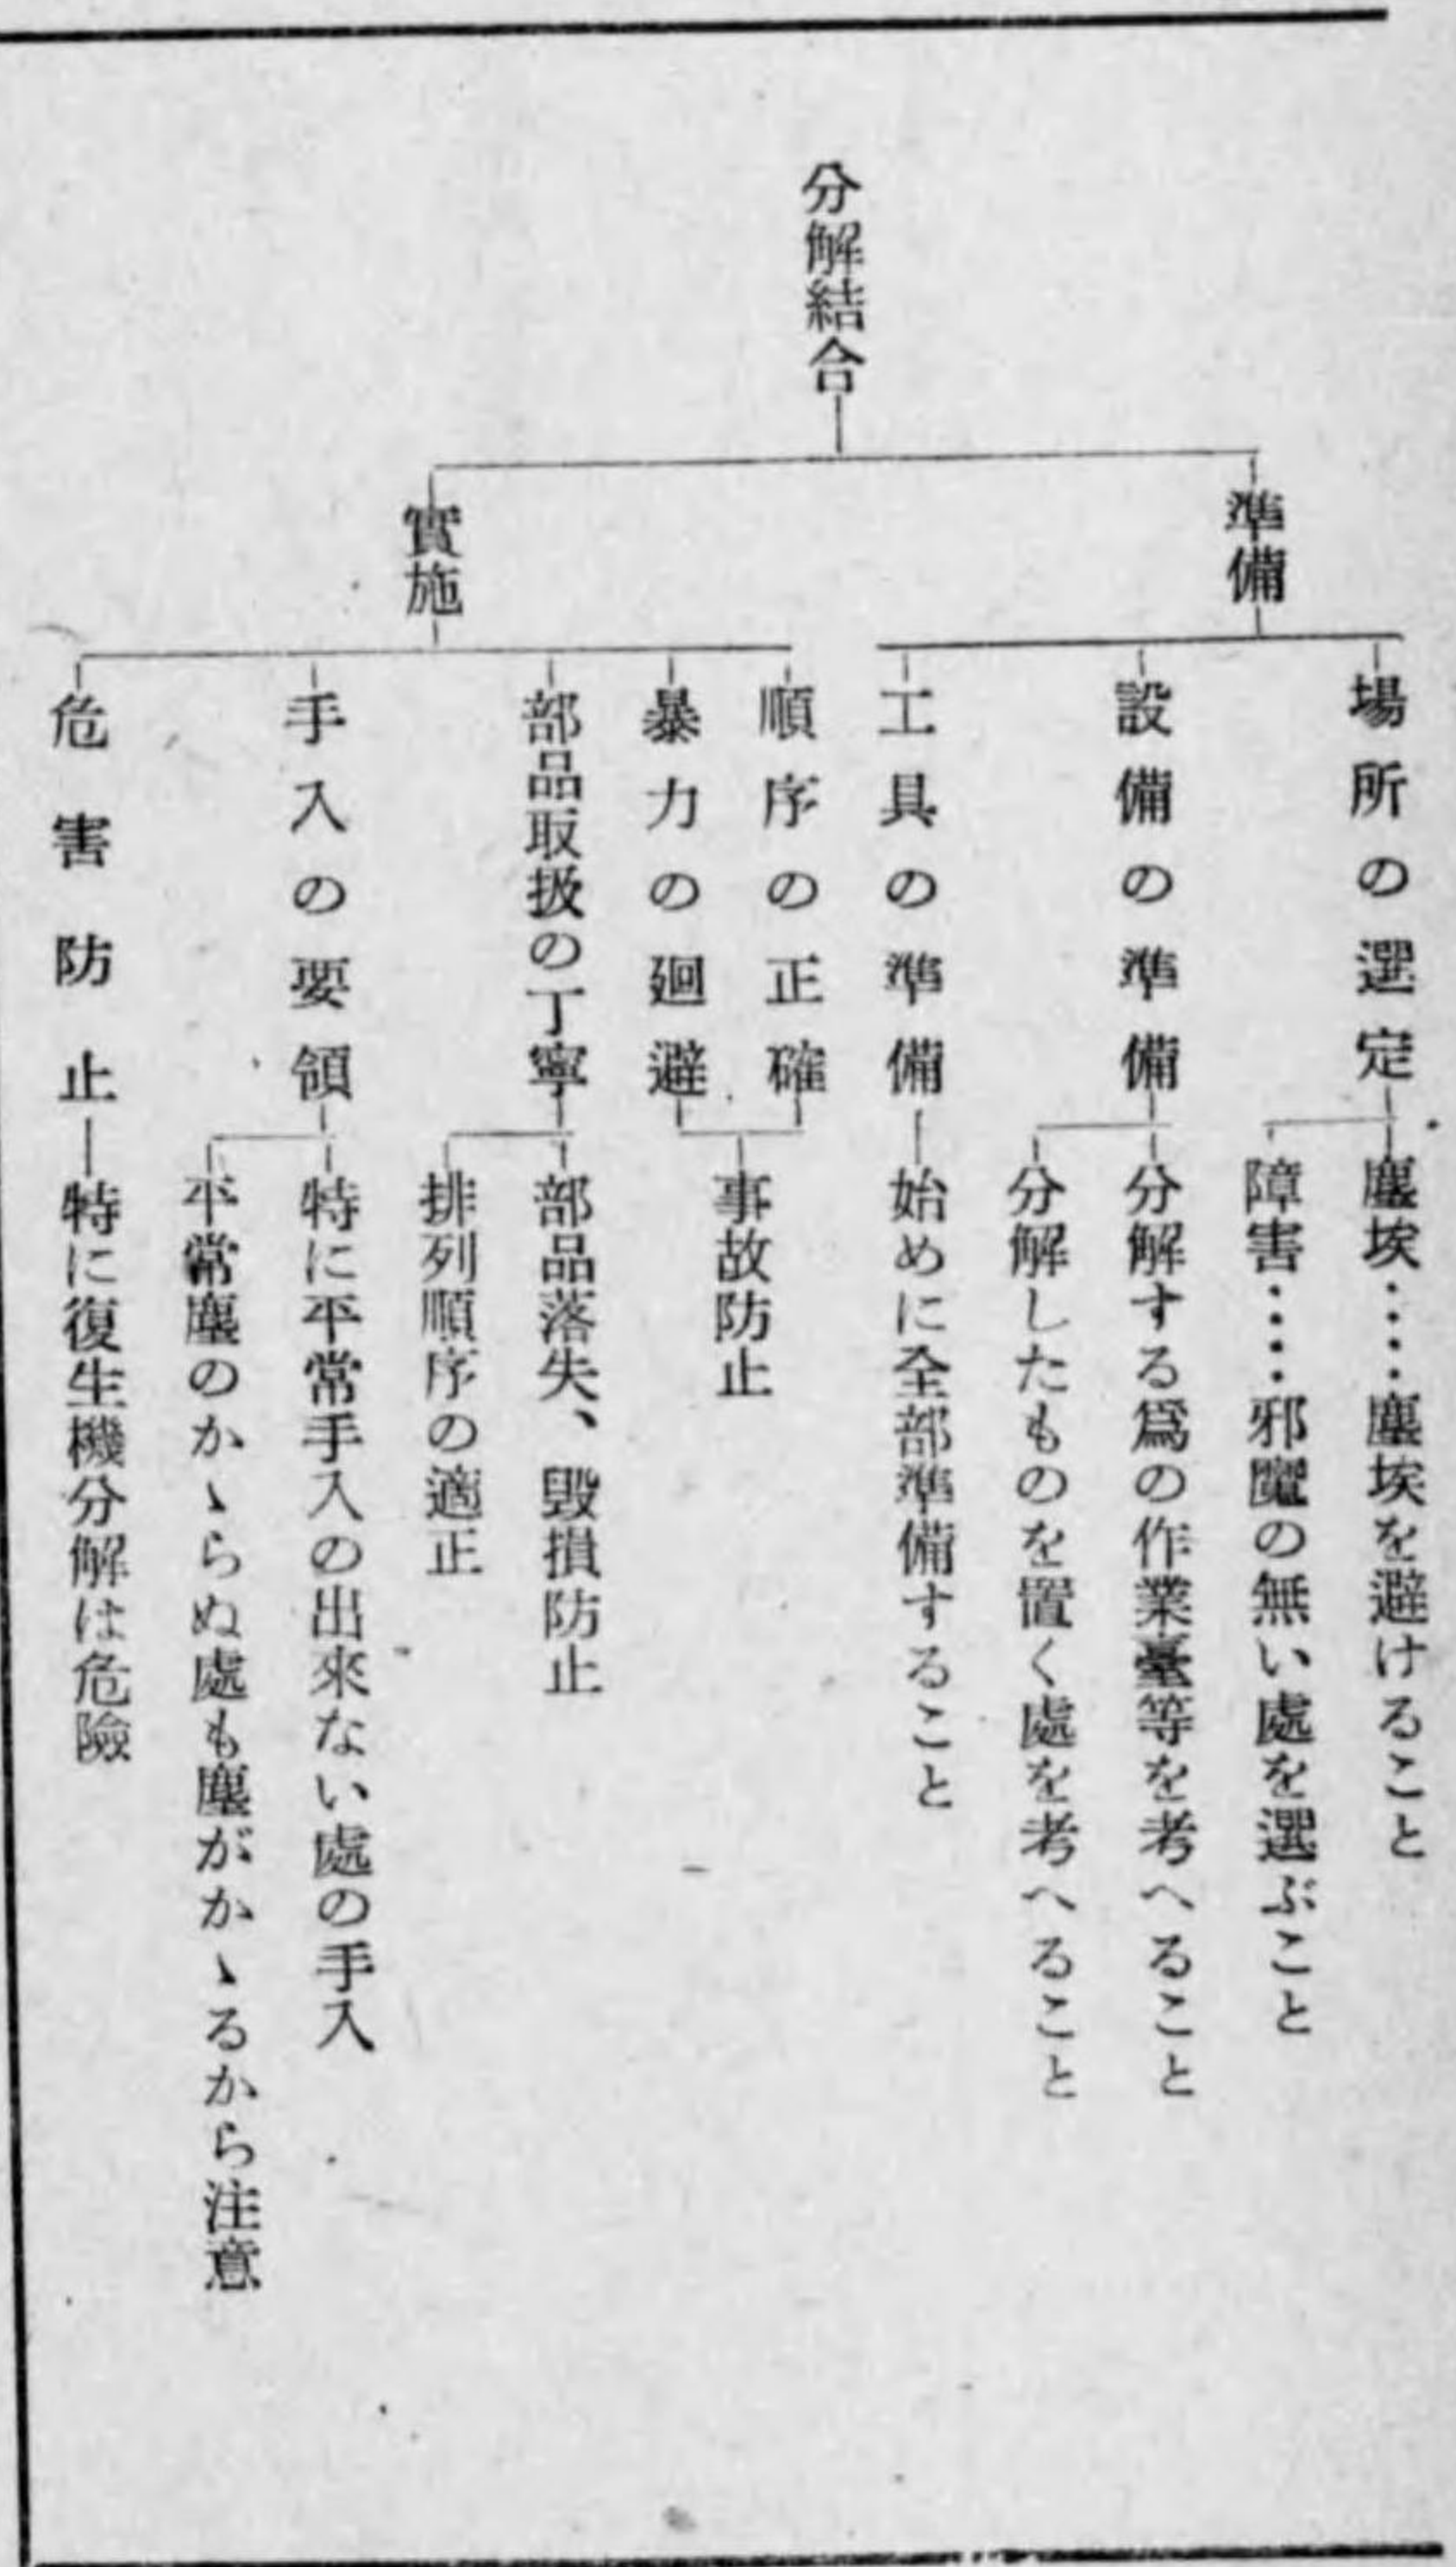 分解結合
準備
場所の選定
塵埃‥‥塵埃を避けること
障害‥‥邪魔の無い處を選ぶこと
設備の準備
分解する爲の作業臺等を考へること
分解したものを置く處を考へること
工具の準備
始めに全部準備すること
實施
順序の正確
暴力の廻避
事故防止
部品取扱の丁寧
部品落失、毀損防止
排列順序の適正
手入の要領
特に平常手入の出來ない處の手入
平常塵のかゝらぬ處も塵がかゝるから注意
危害防止
特に復生機分解は危險